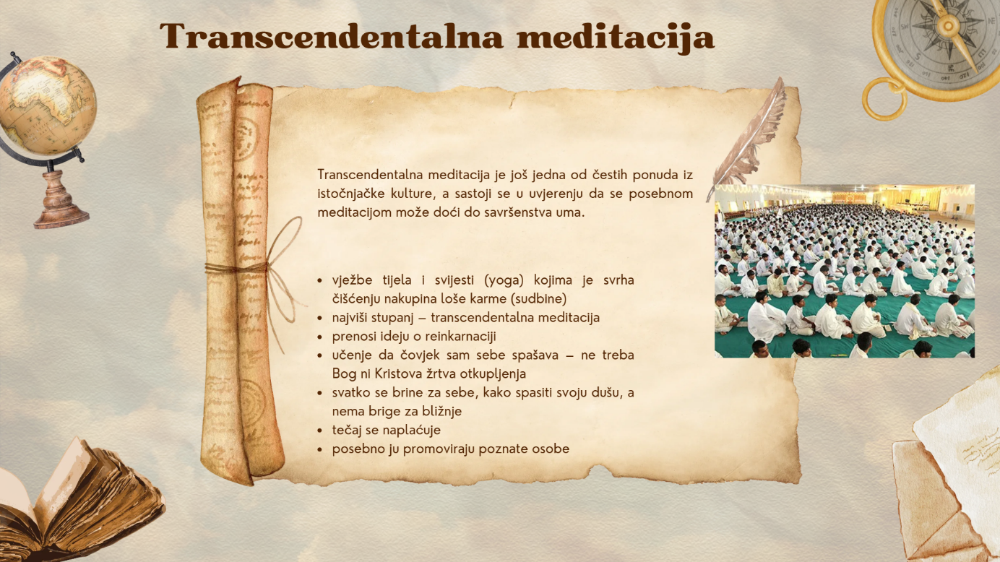 Transcendentalna meditacija
Transcendentalna meditacija je još jedna od čestih ponuda iz
istočnjačke kulture, a sastoji se u uvjerenju da se posebnom
meditacijom može doći do savršenstva uma.
• vježbe tijela i svijesti (yoga) kojima je svrha
čišćenju nakupina loše karme (sudbine)
• najviši stupanj – transcendentalna meditacija
• prenosi ideju o reinkarnaciji
• učenje da čovjek sam sebe spašava – ne treba
Bog ni Kristova žrtva otkupljenja
• svatko se brine za sebe, kako spasiti svoju dušu, a
nema brige za bližnje
• tečaj se naplaćuje
• posebno ju promoviraju poznate osobe